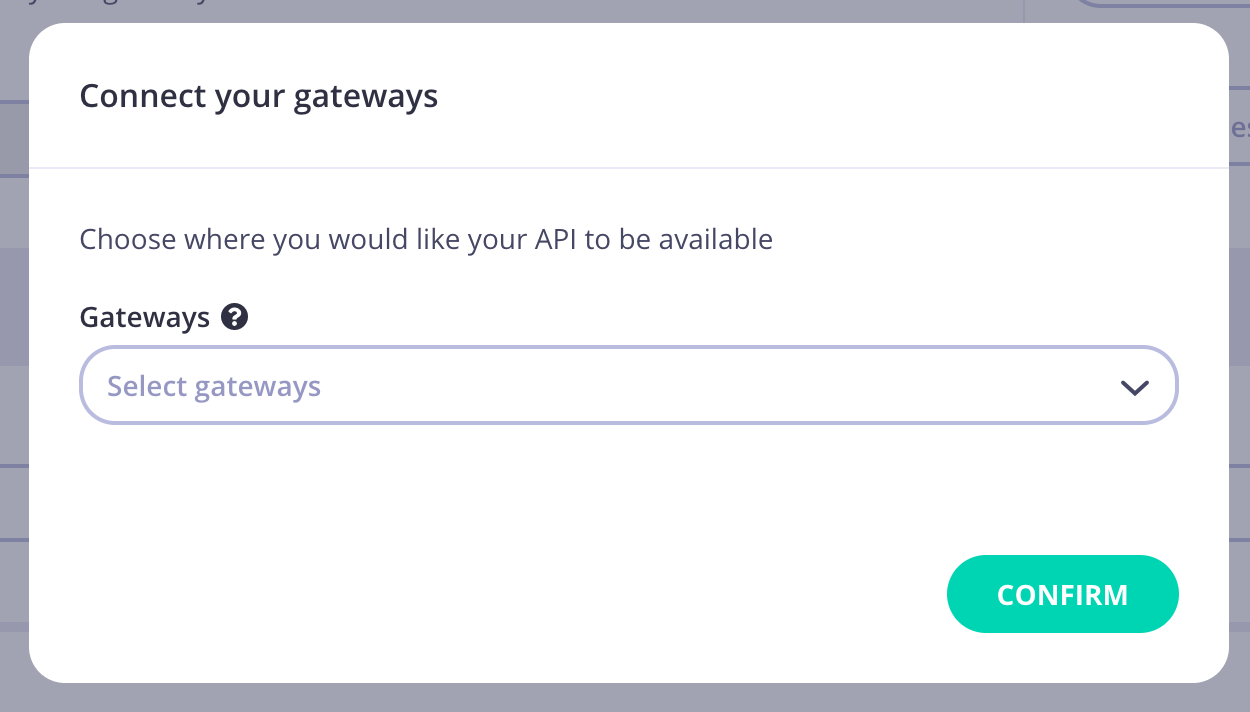 Connect your gateways
Choose where you would like your API to be available
Gateways ?
Select gateways
CONFIRM